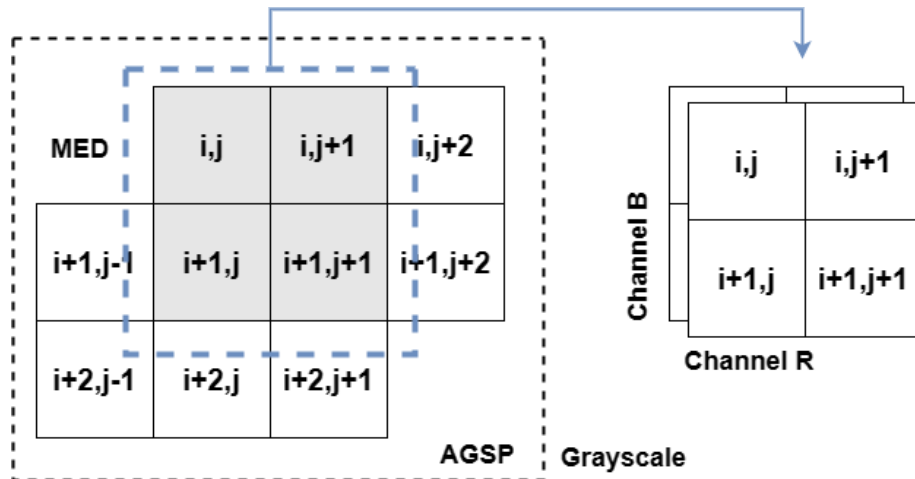 MED
i,j
i,j+1
i,j+2
i+1,j-1
i+1,j
i+1,j+1
i+1,j+2
i+2,j-1
i+2,j
i+2,j+1
AGSP
Grayscale
Channel B
i,j
i,j+1
i+1,j
i+1,j+1
Channel R